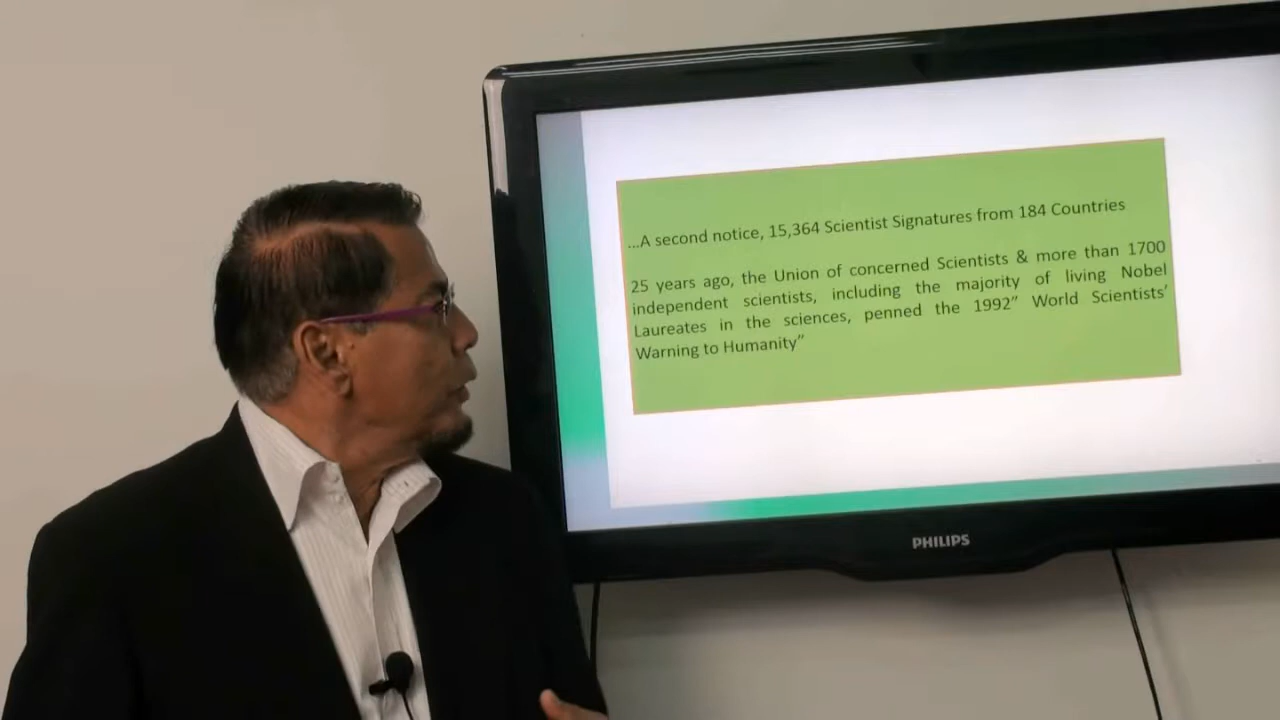 ...A second notice, 15,364 Scientist Signatures from 184 Countries
25 years ago, the Union of concerned Scientists & more than 1700
independent scientists, including the majority of living Nobel
Laureates in the sciences, penned the 1992” World Scientists’
Warning to Humanity”
PHILIPS